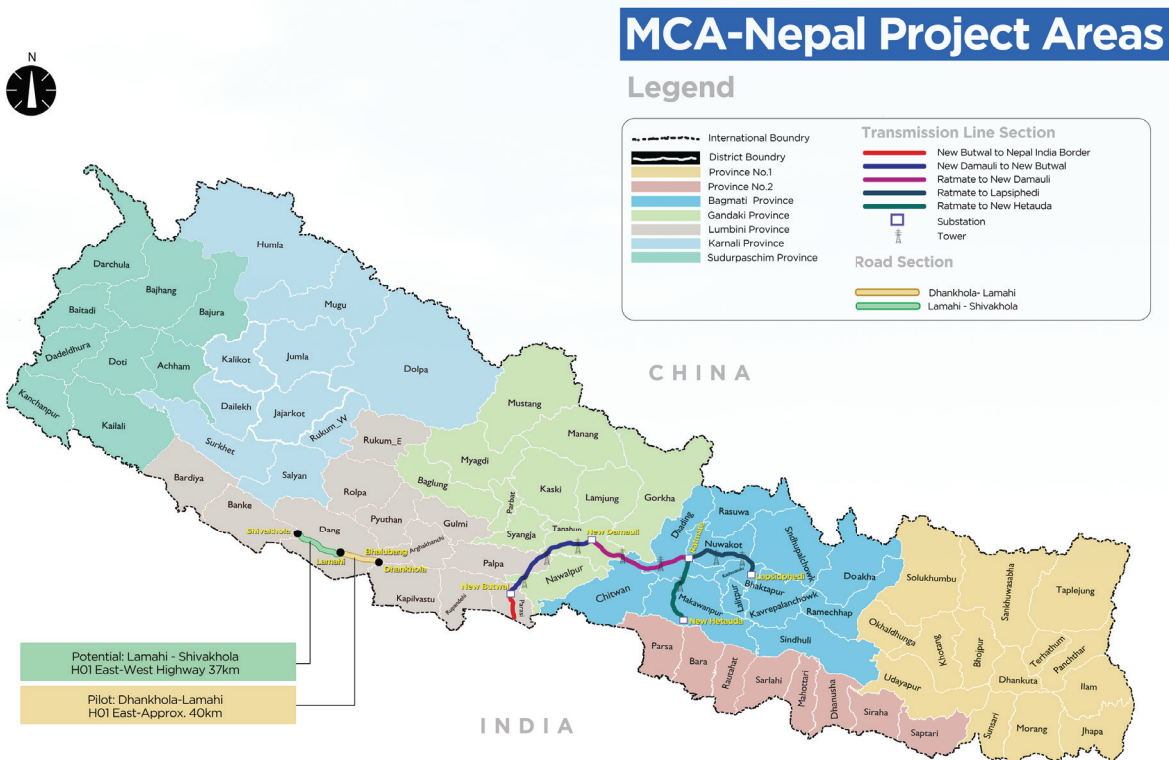 MCA-Nepal Project Areas
N
Legend
International Boundry
District Boundry
Province No.1
Province No.2
Bagmati Province
Gandaki Province
Lumbini Province
Karnali Province
Sudurpaschim Province
Transmission Line Section
New Butwal to Nepal India Border
New Damauli to New Butwal
Ratmate to New Damauli
Ratmate to Lapsiphedi
Ratmate to New Hetauda
Substation
Tower
Road Section
Dhankhola- Lamahi
Lamahi - Shivakhola
CHINA
INDIA
Humla
Darchula
Bajhang
Baitadi
Bajura
Mugu
Dadeldhura
Doti
Achham
Kalikot
Jumla
Dolpa
Kanchanpur
Kailali
Dailekh
Jajarkot
Rukum_W
Surkhet
Salyan
Rukum_E
Mustang
Manang
Myagdi
Baglung
Parbat
Kaski
Lamjung
Gorkha
Syangja
Tanahun
Nawalpur
Bardiya
Banke
Rolpa
Dang
Pyuthan
Gulmi
Arghakhanchi
Palpa
Kapilvastu
Rupandehi
Parasi
Shivakhola
Lamahi
Bhalubang
Dhankhola
New Butwal
New Damauli
Ratmate
Lapsiphedi
New Hetauda
Rasuwa
Dhading
Nuwakot
Sindhupalchowk
Doakha
Bhaktapur
Lalitpur
Kavrepalanchowk
Ramechhap
Chitwan
Makawanpur
Sindhuli
Parsa
Bara
Rautahat
Sarlahi
Mahottari
Dhanusha
Siraha
Saptari
Solukhumbu
Sankhuwasabha
Taplejung
Okhaldunga
Khotang
Bhojpur
Terhathum
Panchthar
Udayapur
Dhankuta
Ilam
Sunsari
Morang
Jhapa
Potential: Lamahi - Shivakhola
H01 East-West Highway 37km
Pilot: Dhankhola-Lamahi
H01 East-Approx. 40km